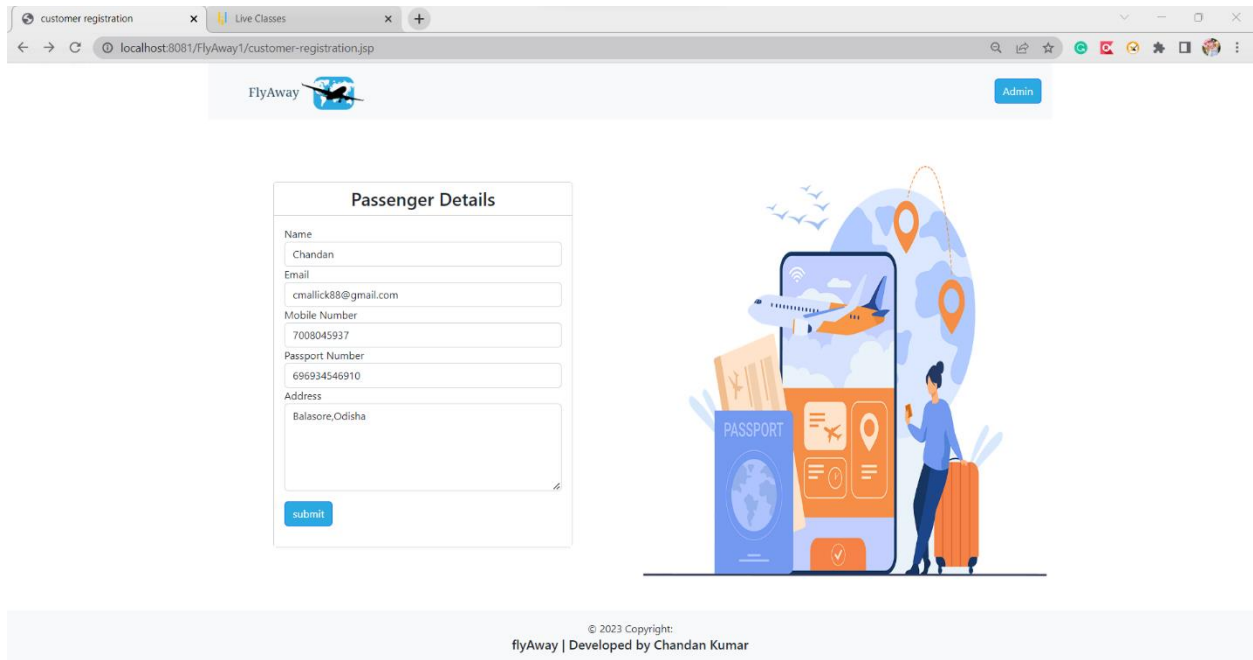 customer registration
Live Classes
localhost:8081/FlyAway1/customer-registration.jsp
FlyAway
Admin
Passenger Details
Name
Chandan
Email
cmallick88@gmail.com
Mobile Number
7008045937
Passport Number
696934546910
Address
Balasore,Odisha
submit
PASSPORT
© 2023 Copyright:
flyAway | Developed by Chandan Kumar